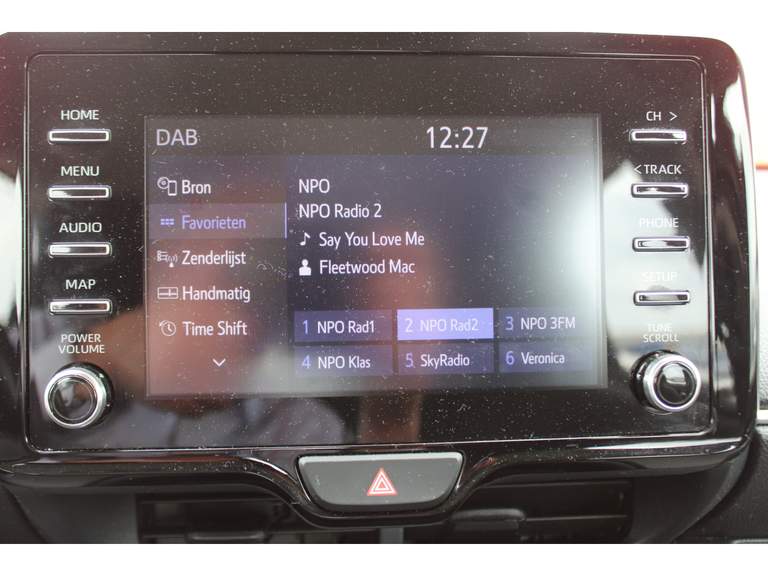 HOME
MENU
AUDIO
MAP
POWER
VOLUME
DAB
12:27
Bron
Favorieten
Zenderlijst
Handmatig
Time Shift
NPO
NPO Radio 2
Say You Love Me
Fleetwood Mac
1 NPO Rad1
2 NPO Rad2
3 NPO 3FM
4 NPO Klas
5 SkyRadio
6 Veronica
CH >
< TRACK
PHONE
SETUP
TUNE
SCROLL